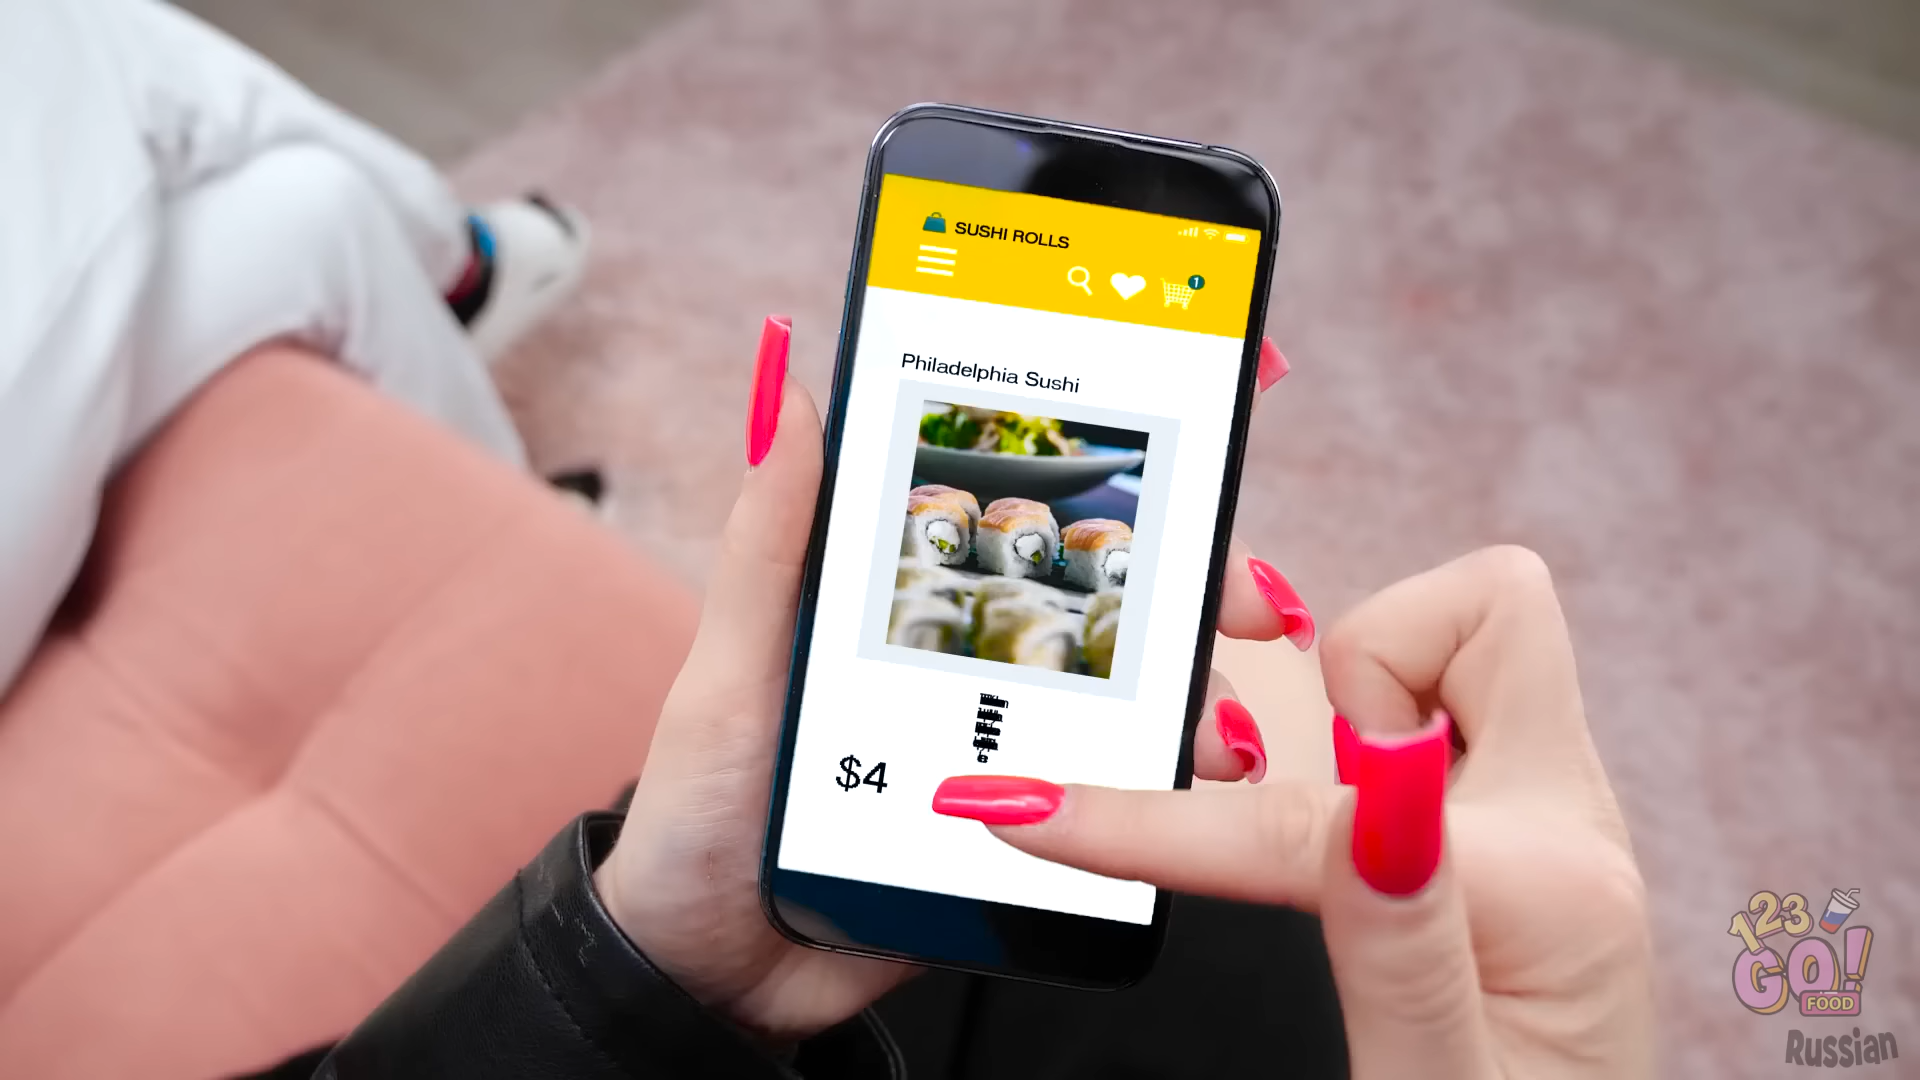 SUSHI ROLLS
1
Philadelphia Sushi
$4
123
GO!
FOOD
Russian